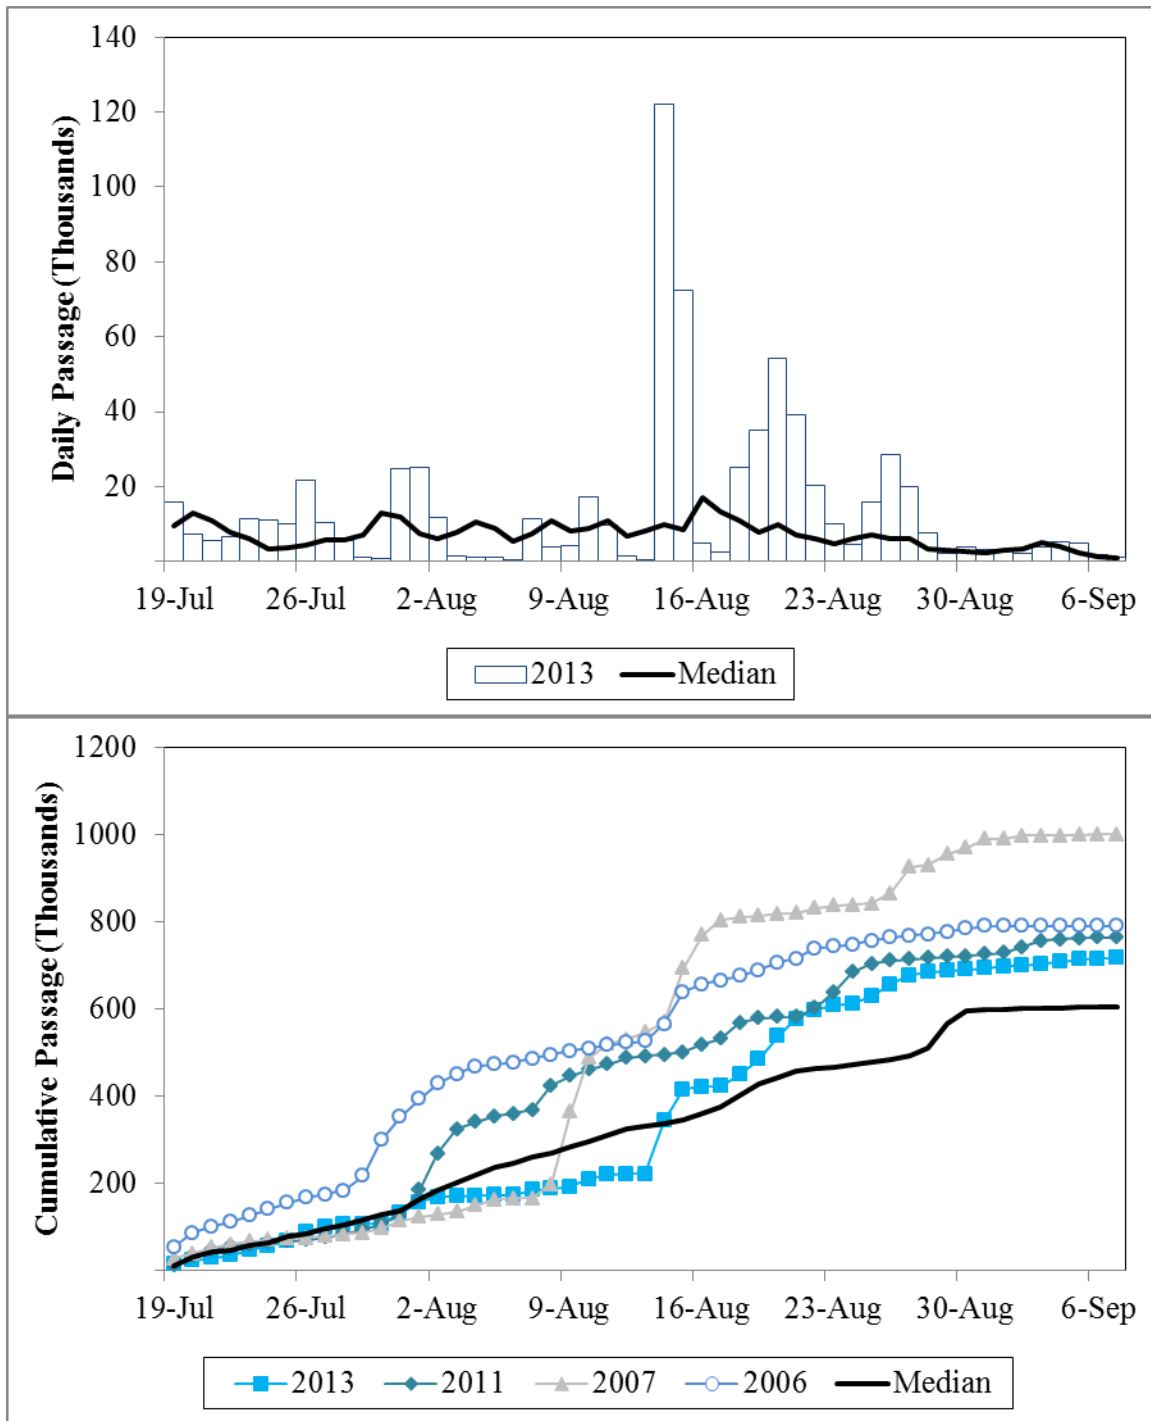 Daily Passage (Thousands)
140
120
100
80
60
40
20
19-Jul 26-Jul 2-Aug 9-Aug 16-Aug 23-Aug 30-Aug 6-Sep
2013 Median
Cumulative Passage (Thousands)
1200
1000
800
600
400
200
19-Jul 26-Jul 2-Aug 9-Aug 16-Aug 23-Aug 30-Aug 6-Sep
2013 2011 2007 2006 Median